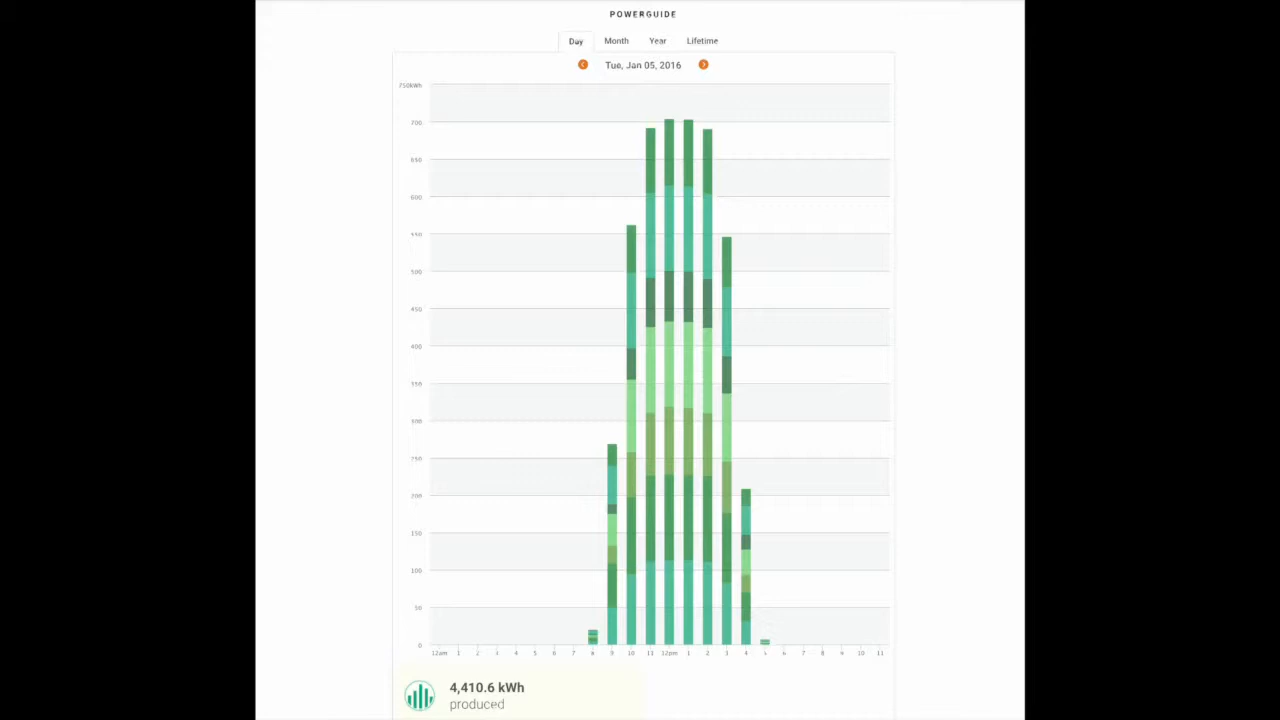 POWERGUIDE
Day Month Year Lifetime
Tue, Jan 05, 2016
750kWh
700
650
600
550
500
450
400
350
300
250
200
150
100
50
0
12am 1 2 3 4 5 6 7 8 9 10 11 12pm 1 2 3 4 5 6 7 8 9 10 11
4,410.6 kWh
produced